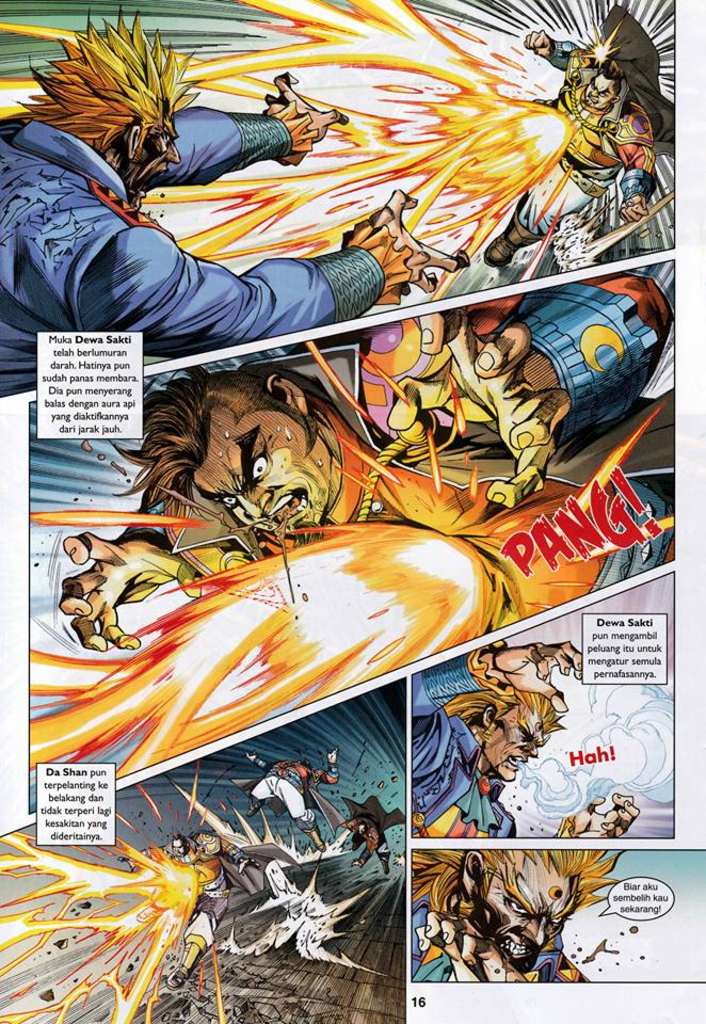 Muka Dewa Sakti
telah berlumuran
darah. Hatinya pun
sudah panas membara.
Dia pun menyerang
balas dengan aura api
yang diaktifkannya
dari jarak jauh.
PANG!
Dewa Sakti
pun mengambil
peluang itu untuk
mengatur semula
pernafasannya.
Hah!
Da Shan pun
terpelanting ke
belakang dan
tidak terperi lagi
kesakitan yang
dideritainya.
Biar aku
sembelih kau
sekarang!
16